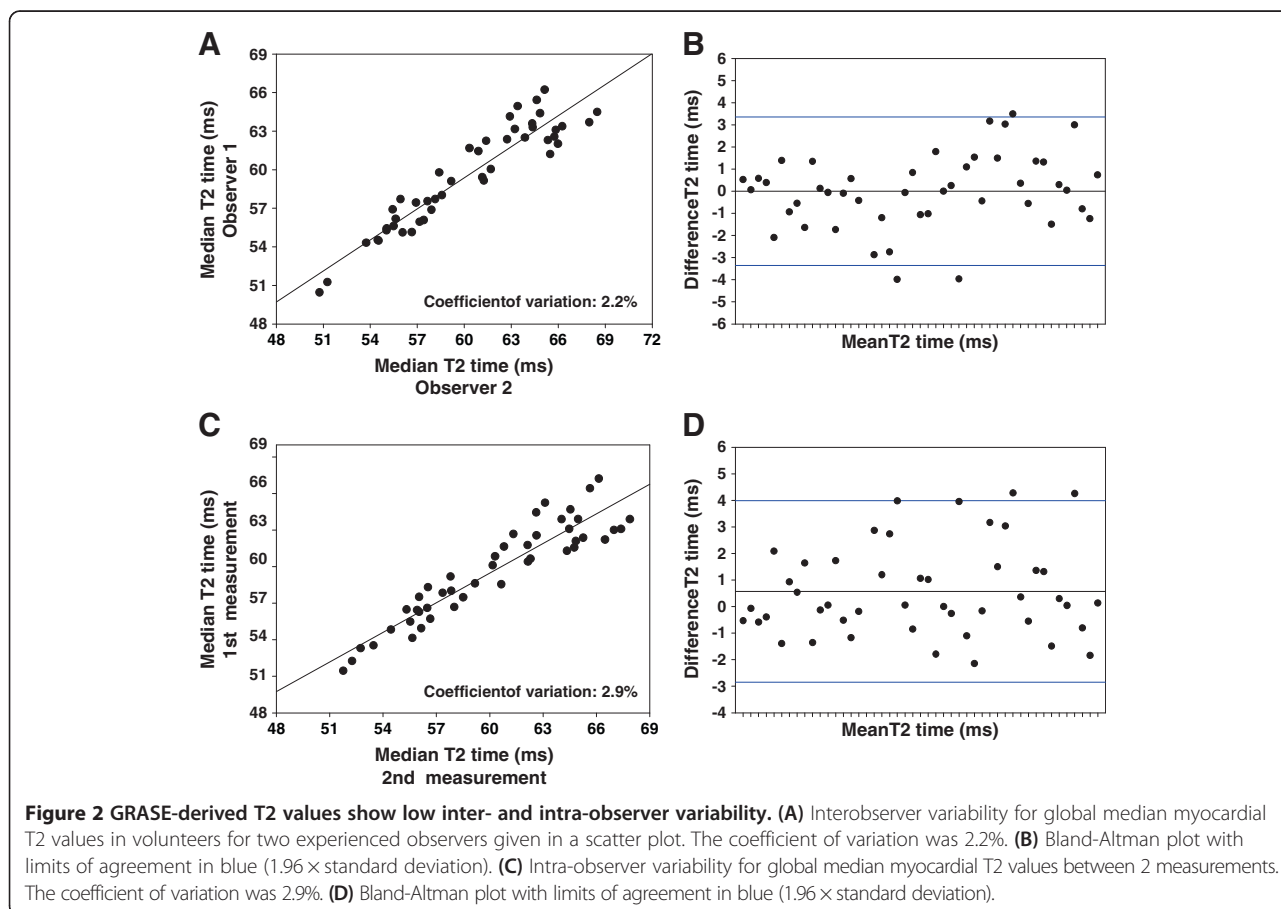 A
69
66
63
60
57
54
51
48
Median T2 time (ms)
Observer 1
Coefficientof variation: 2.2%
48 51 54 57 60 63 66 69 72
Median T2 time (ms)
Observer 2
B
6
5
4
3
2
1
0
-1
-2
-3
-4
-5
-6
DifferenceT2 time (ms)
MeanT2 time (ms)
C
69
66
63
60
57
54
51
48
Median T2 time (ms)
1st measurement
Coefficientof variation: 2.9%
48 51 54 57 60 63 66 69
Median T2 time (ms)
2nd measurement
D
6
5
4
3
2
1
0
-1
-2
-3
-4
DifferenceT2 time (ms)
MeanT2 time (ms)
Figure 2 GRASE-derived T2 values show low inter- and intra-observer variability. (A) Interobserver variability for global median myocardial
T2 values in volunteers for two experienced observers given in a scatter plot. The coefficient of variation was 2.2%. (B) Bland-Altman plot with
limits of agreement in blue (1.96 × standard deviation). (C) Intra-observer variability for global median myocardial T2 values between 2 measurements.
The coefficient of variation was 2.9%. (D) Bland-Altman plot with limits of agreement in blue (1.96 × standard deviation).